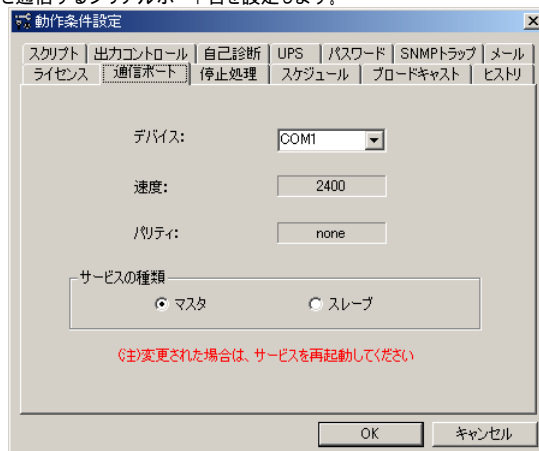 と通信するシリアルポート名を設定します。
動作条件設定
スクリプト 出力コントロール 自己診断 UPS パスワード SNMPトラップ メール
ライセンス 通信ポート 停止処理 スケジュール ブロードキャスト ヒストリ
デバイス: COM1
速度: 2400
パリティ: none
サービスの種類
マスタ スレーブ
(注)変更された場合は、サービスを再起動してください
OK キャンセル